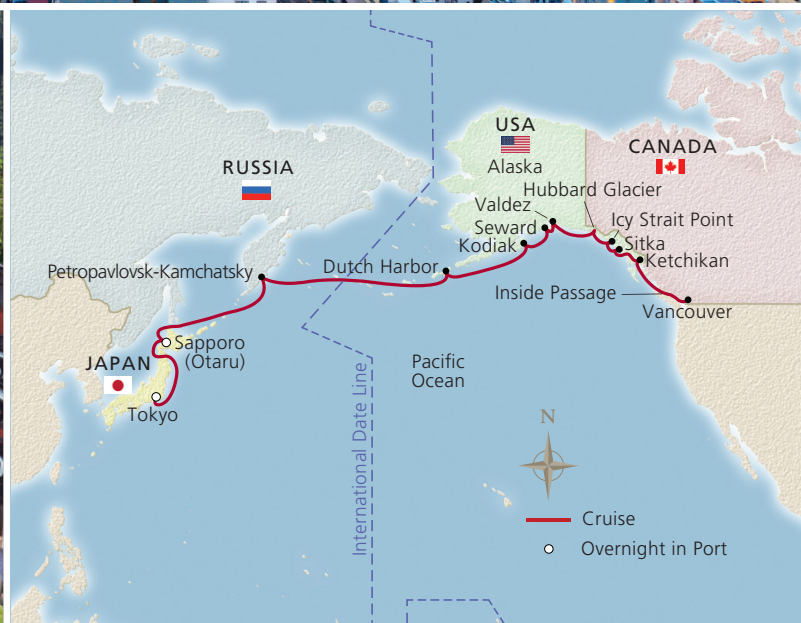 USA
Alaska
CANADA
RUSSIA
Hubbard Glacier
Valdez
Icy Strait Point
Seward
Sitka
Kodiak
Ketchikan
Petropavlovsk-Kamchatsky
Dutch Harbor
Inside Passage
Vancouver
Sapporo
(Otaru)
JAPAN
Tokyo
Pacific
Ocean
International Date Line
N
Cruise
Overnight in Port